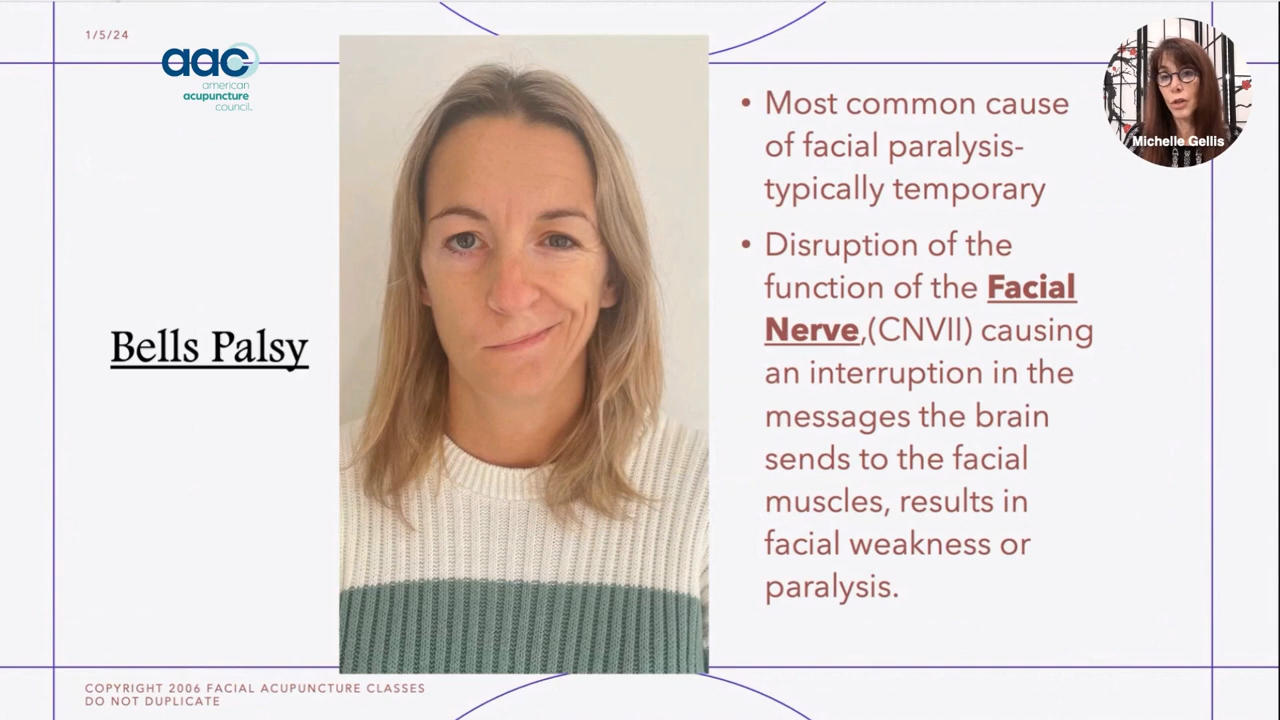 1/5/24
aac
american
acupuncture
council.
Bells Palsy
• Most common cause
of facial paralysis-
typically temporary
• Disruption of the
function of the Facial
Nerve,(CNVII) causing
an interruption in the
messages the brain
sends to the facial
muscles, results in
facial weakness or
paralysis.
Michelle Gellis
COPYRIGHT 2006 FACIAL ACUPUNCTURE CLASSES
DO NOT DUPLICATE